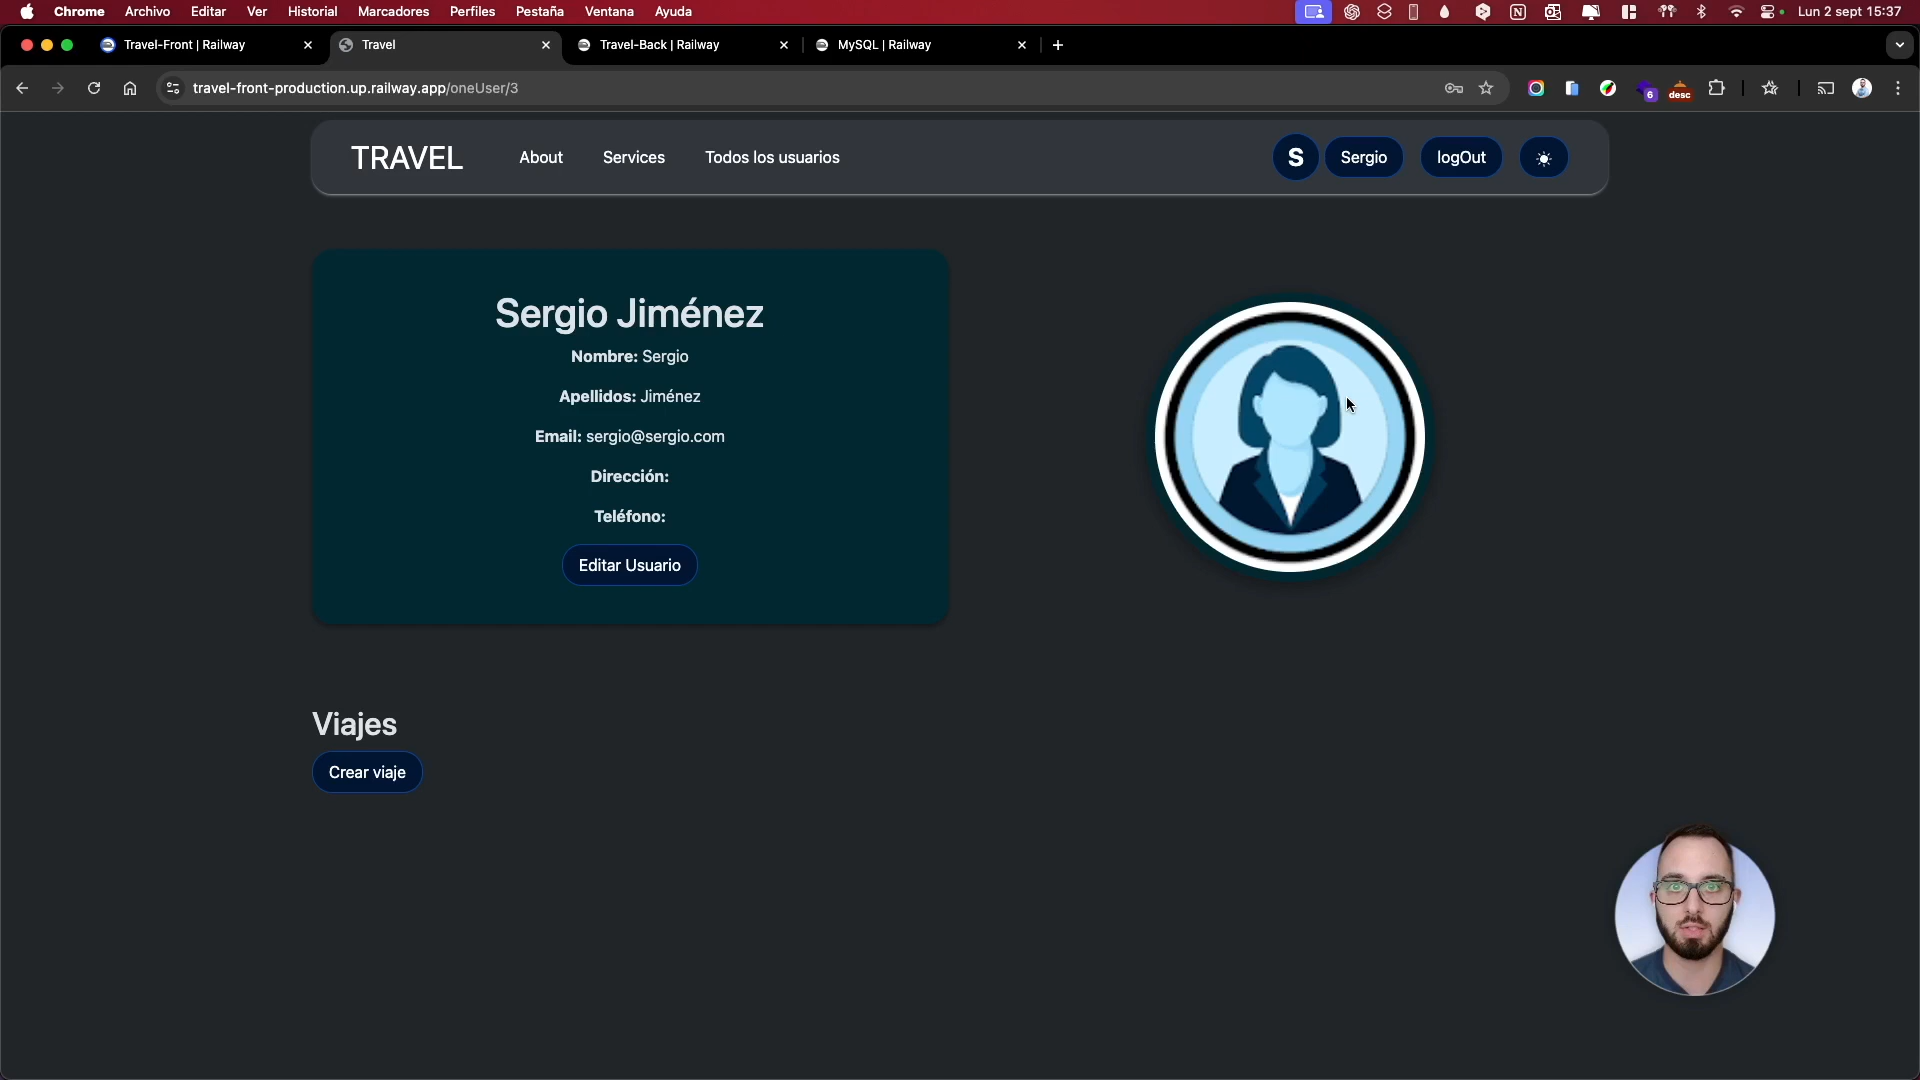 Chrome Archivo Editar Ver Historial Marcadores Perfiles Pestaña Ventana Ayuda Lun 2 sept 15:37
Travel-Front | Railway Travel Travel-Back | Railway MySQL | Railway
travel-front-production.up.railway.app/oneUser/3 6 desc
TRAVEL About Services Todos los usuarios S Sergio logOut
Sergio Jiménez
Nombre: Sergio
Apellidos: Jiménez
Email: sergio@sergio.com
Dirección:
Teléfono:
Editar Usuario
Viajes
Crear viaje